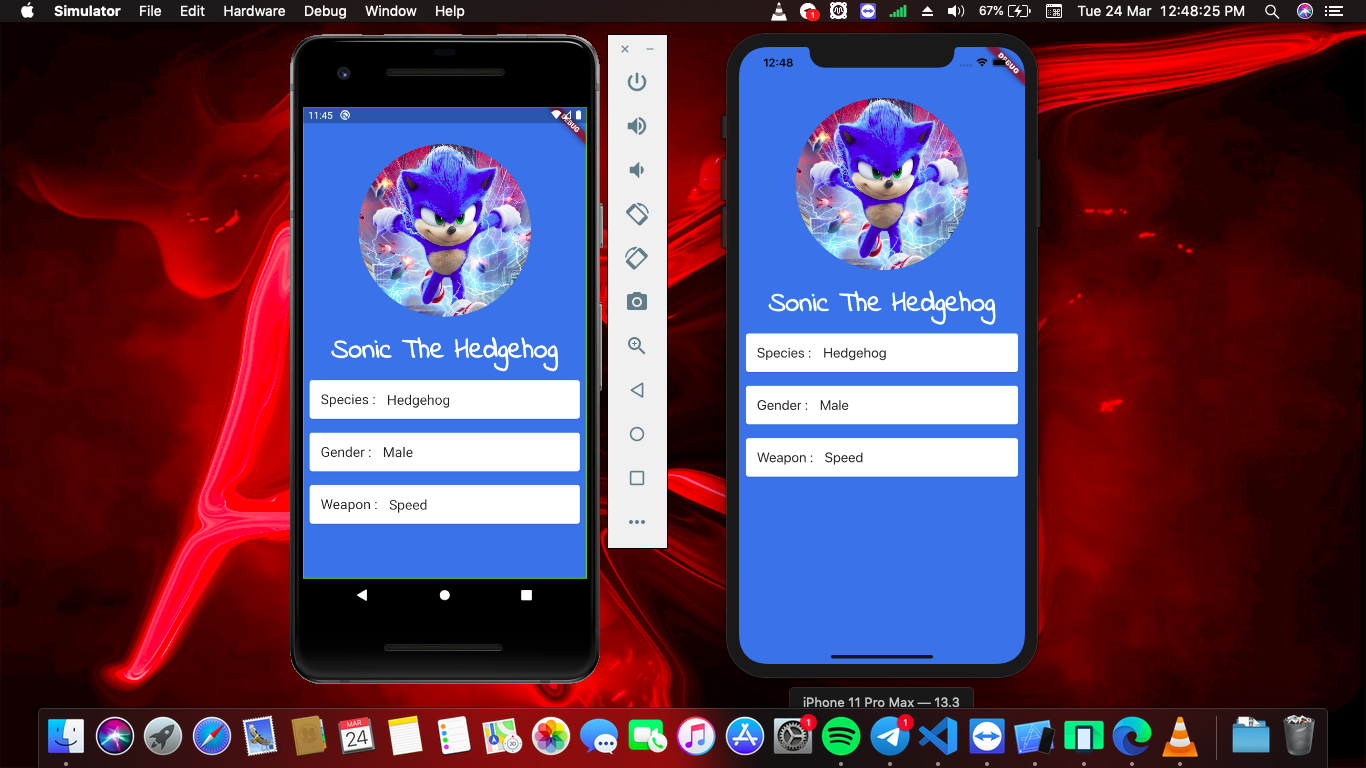 Simulator File Edit Hardware Debug Window Help 1 67% Tue 24 Mar 12:48:25 PM
11:45
DEBUG
Sonic The Hedgehog
Species : Hedgehog
Gender : Male
Weapon : Speed
12:48
DEBUG
Sonic The Hedgehog
Species : Hedgehog
Gender : Male
Weapon : Speed
iPhone 11 Pro Max — 13.3
MAR
24
1
1